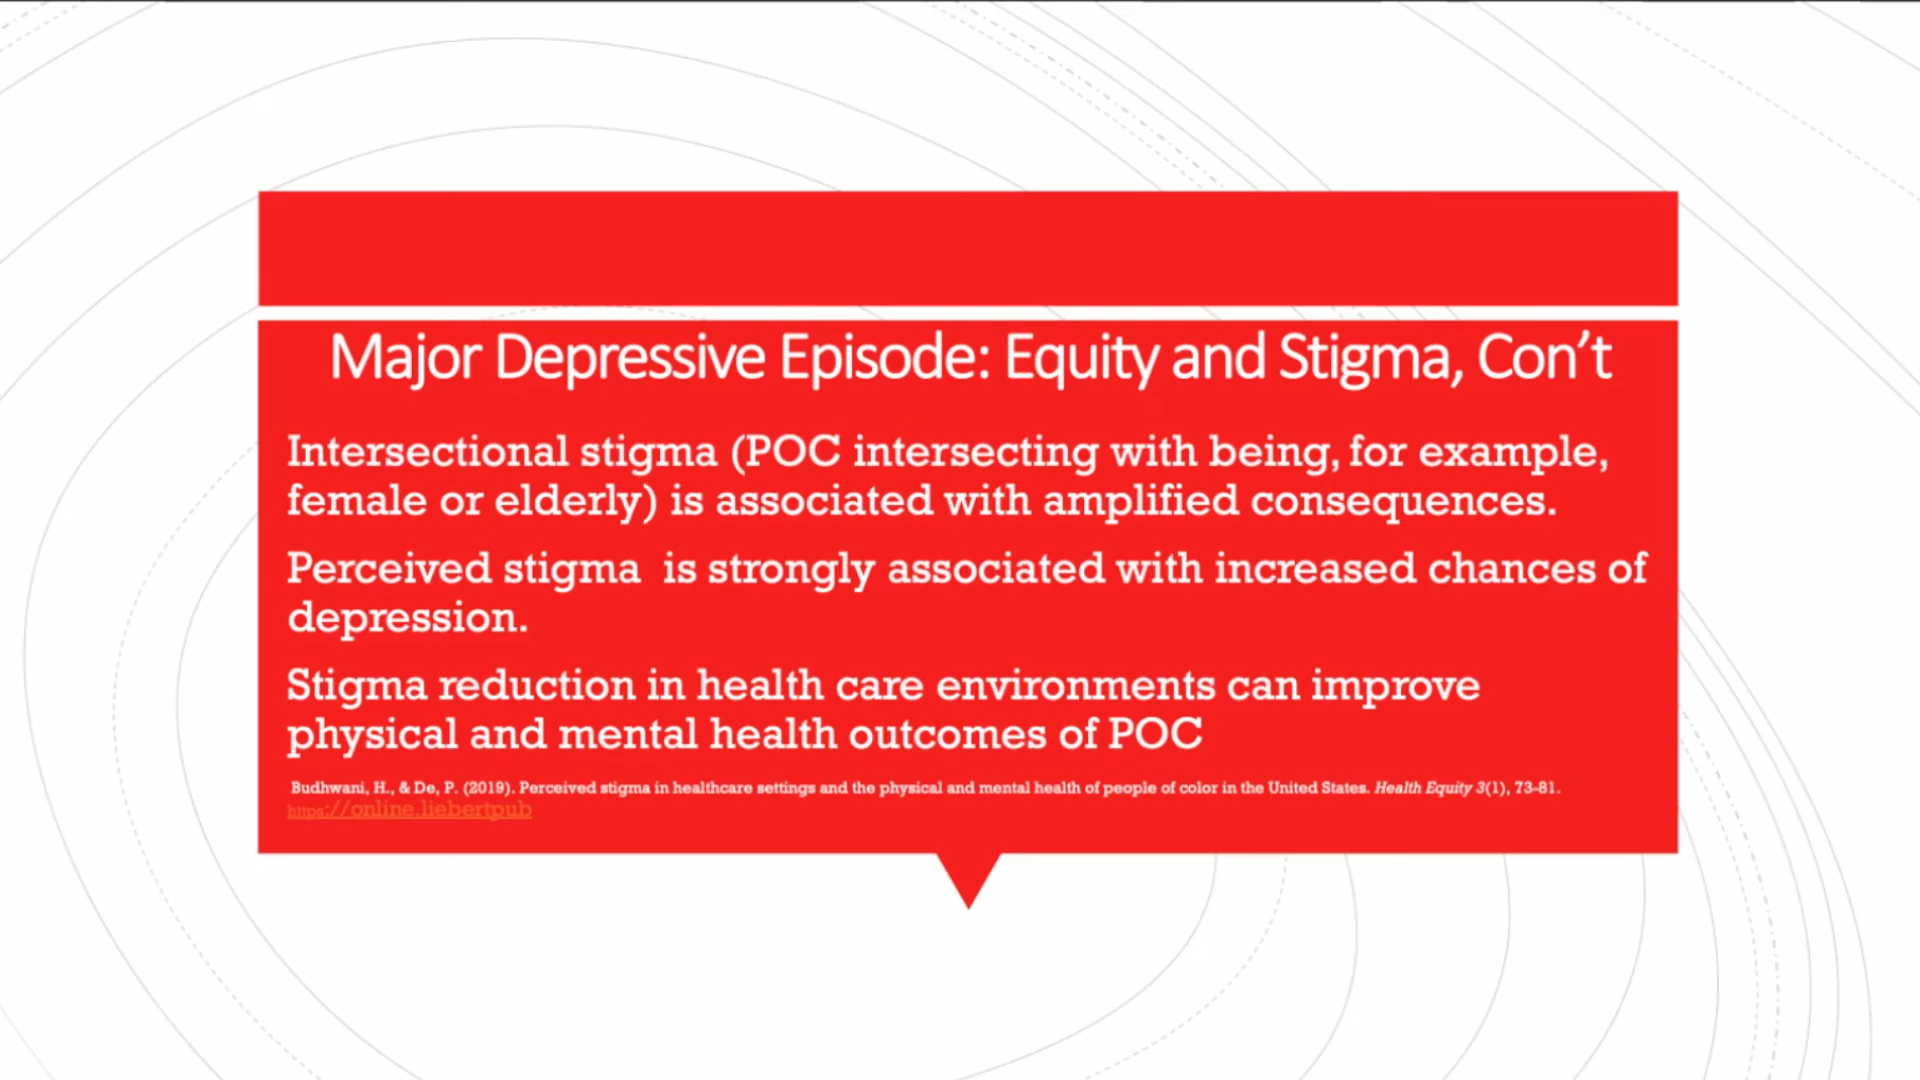 Major Depressive Episode: Equity and Stigma, Con’t
Intersectional stigma (POC intersecting with being, for example,
female or elderly) is associated with amplified consequences.
Perceived stigma  is strongly associated with increased chances of
depression.
Stigma reduction in health care environments can improve
physical and mental health outcomes of POC
Budhwani, H., & De, P. (2019). Perceived stigma in healthcare settings and the physical and mental health of people of color in the United States. Health Equity 3(1), 73-81.
https://online.liebertpub